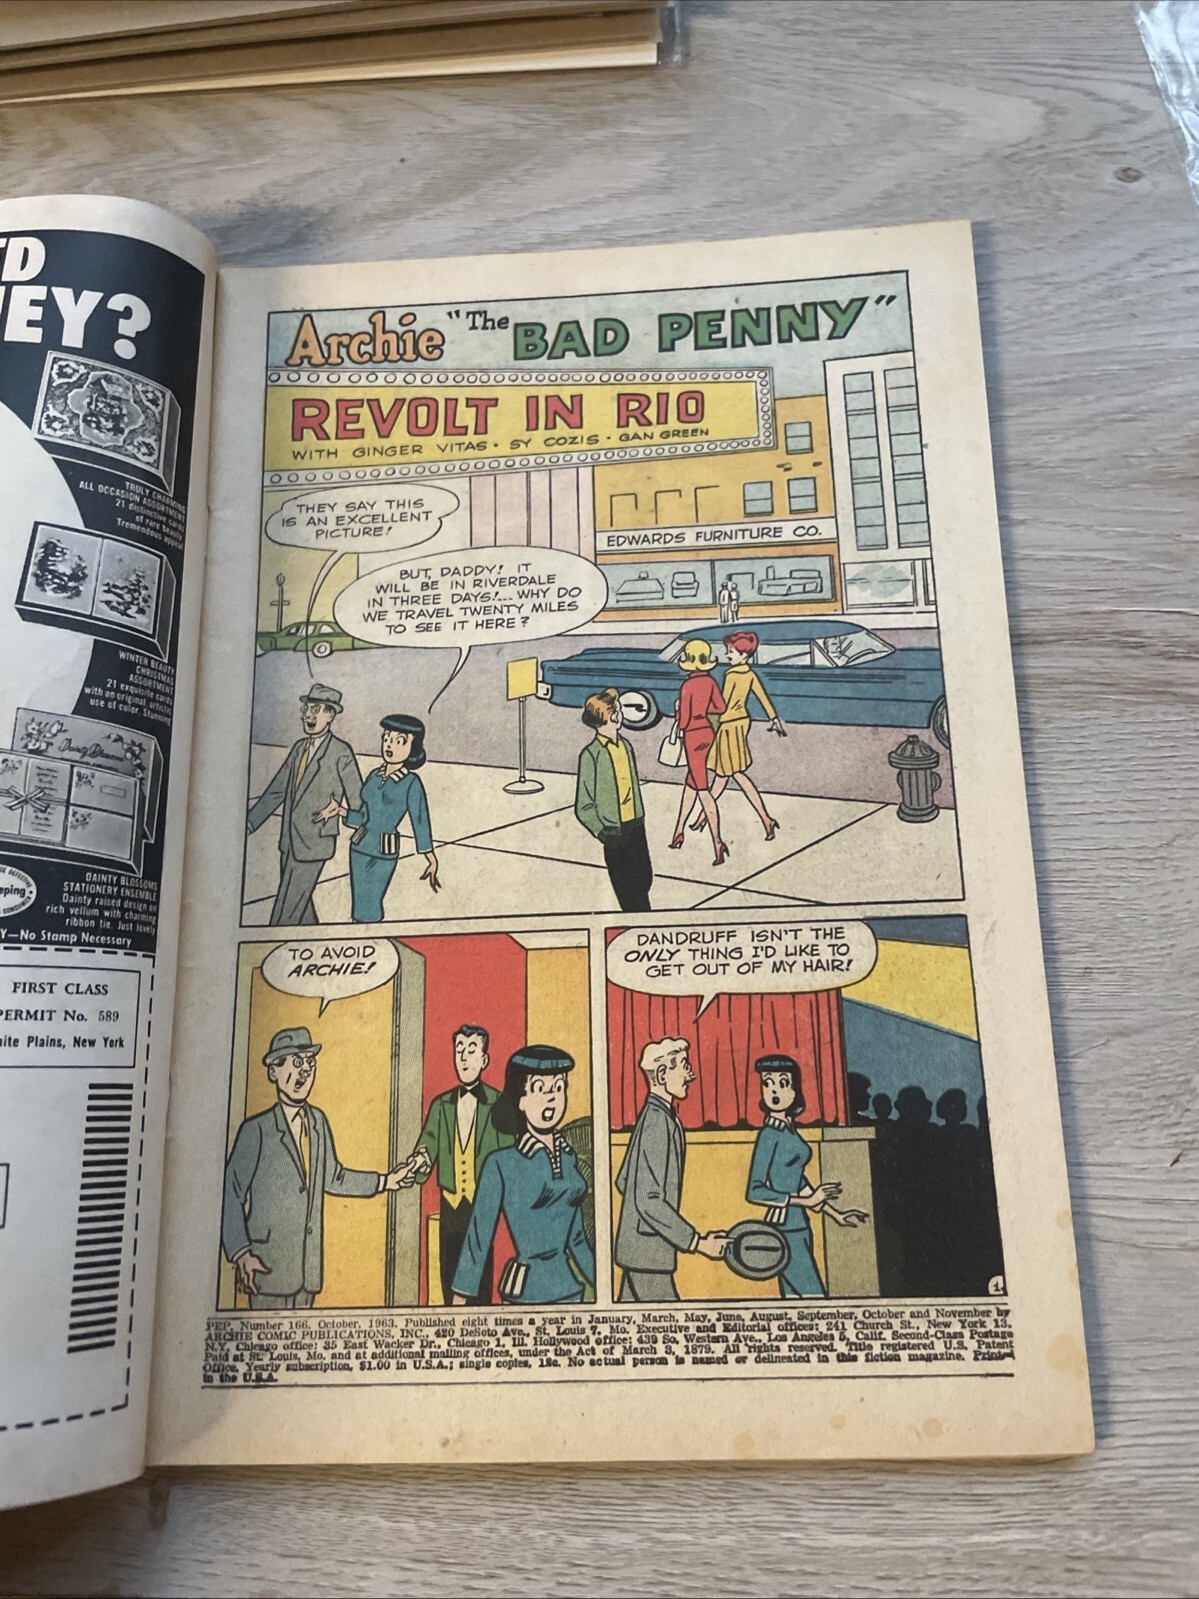 TD
NEY?
TRULY CHARMING
ALL OCCASION ASSORTMENT
21 distinctive cards
of rare beauty
Tremendous appeal
WINTER BEAUTY
CHRISTMAS
ASSORTMENT
21 exquisite cards
with an original, artistic
use of color. Stunning
Dainty Blossoms
DAINTY BLOSSOMS
STATIONERY ENSEMBLE
Dainty raised design on
rich vellum with charming
ribbon tie. Just lovely
Y—No Stamp Necessary
FIRST CLASS
PERMIT No. 589
hite Plains, New York
Archie "The BAD PENNY"
REVOLT IN RIO
WITH GINGER VITAS · SY COZIS · GAN GREEN
THEY SAY THIS
IS AN EXCELLENT
PICTURE!
BUT, DADDY! IT
WILL BE IN RIVERDALE
IN THREE DAYS!... WHY DO
WE TRAVEL TWENTY MILES
TO SEE IT HERE?
EDWARDS FURNITURE CO.
TO AVOID
ARCHIE!
DANDRUFF ISN'T THE
ONLY THING I'D LIKE TO
GET OUT OF MY HAIR!
1.
PEP, Number 166, October, 1963. Published eight times a year in January, March, May, June, August, September, October and November by
ARCHIE COMIC PUBLICATIONS, INC., 420 DeSoto Ave., St. Louis 7, Mo. Executive and Editorial offices: 241 Church St., New York 13,
N.Y. Chicago office: 35 East Wacker Dr., Chicago 1, Ill. Hollywood office: 439 So. Western Ave., Los Angeles 5, Calif. Second-Class Postage
Paid at St. Louis, Mo. and at additional mailing offices, under the Act of March 3, 1879. All rights reserved. Title registered U.S. Patent
Office. Yearly subscription, $1.00 in U.S.A.; single copies, 12c. No actual person is named or delineated in this fiction magazine. Printed
in the U.S.A.